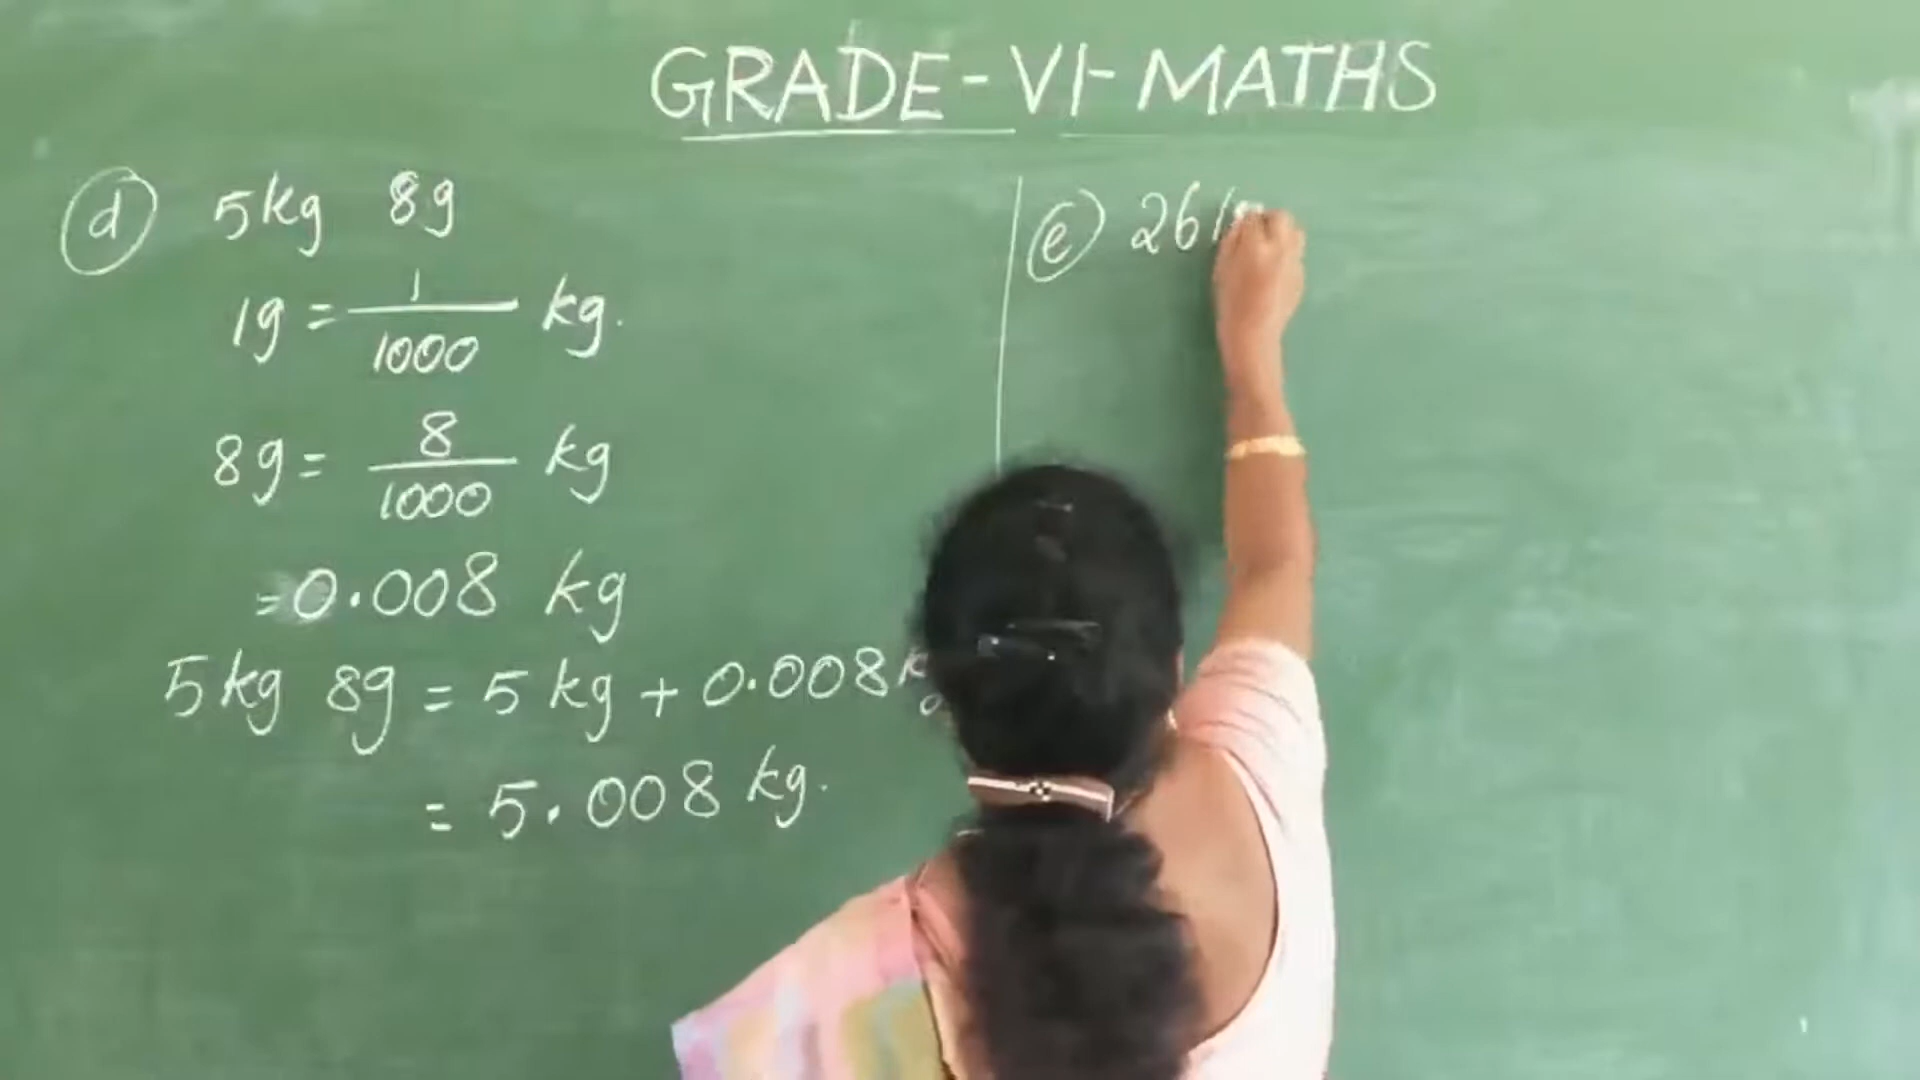 GRADE-VI-MATHS
(d) 5kg 8g
1g = 1/1000 kg.
8g = 8/1000 kg
= 0.008 kg
5kg 8g = 5 kg + 0.008
= 5.008 kg.
(e) 26